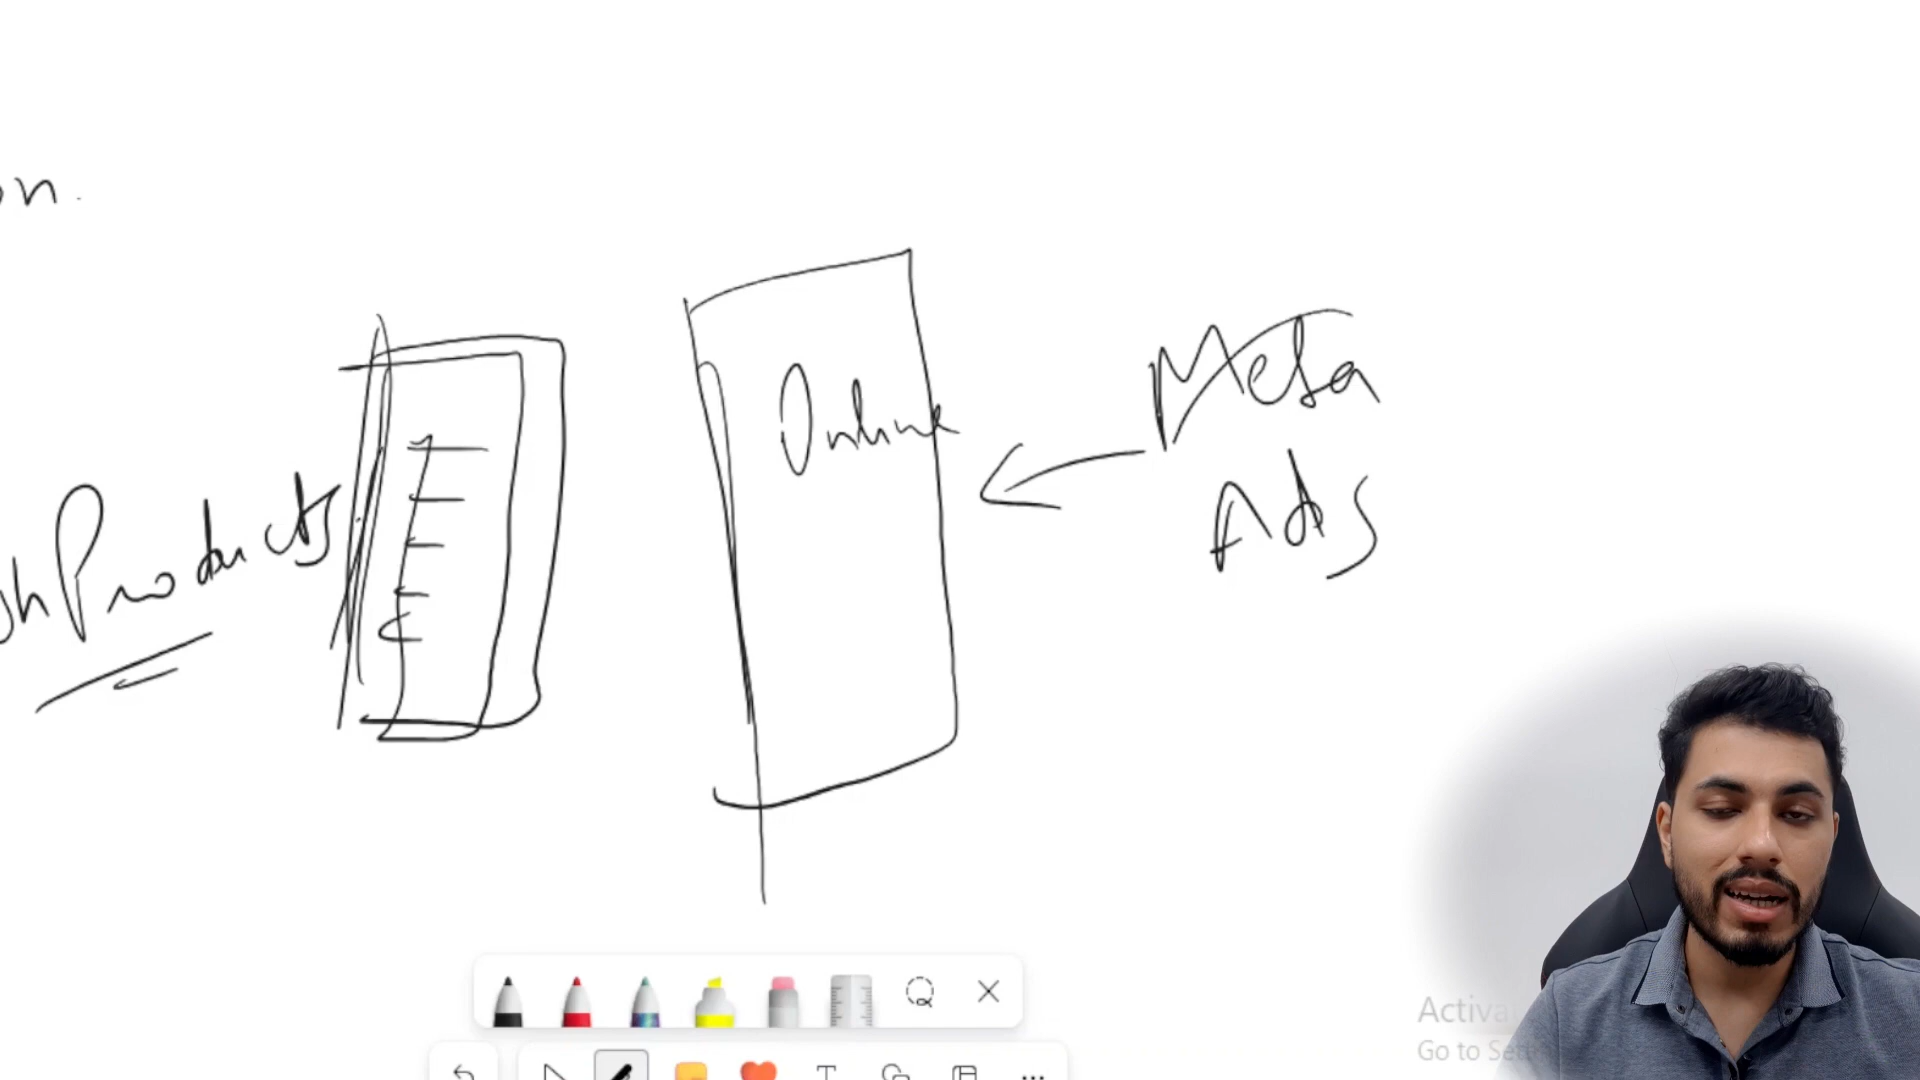 on.
Online
Meta
Ads
Products
Activa
Go to Se